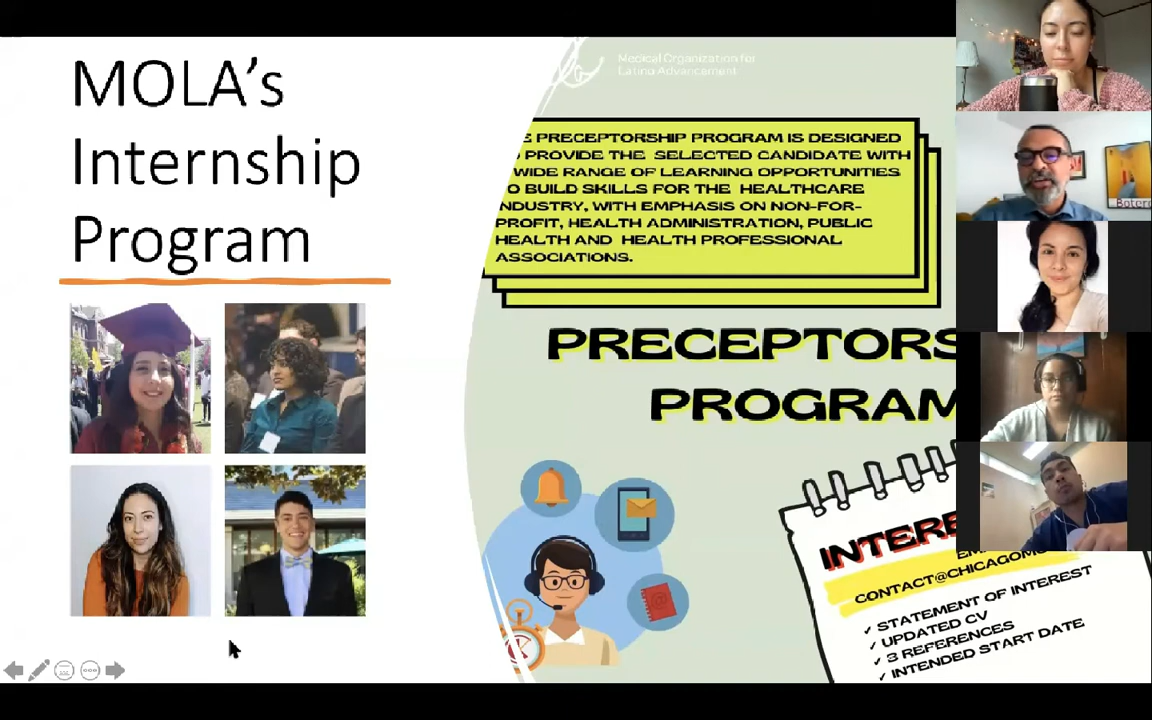 MOLA's
Internship
Program
Medical Organization for
Latino Advancement
E PRECEPTORSHIP PROGRAM IS DESIGNED
O PROVIDE THE SELECTED CANDIDATE WITH
WIDE RANGE OF LEARNING OPPORTUNITIES
O BUILD SKILLS FOR THE HEALTHCARE
INDUSTRY, WITH EMPHASIS ON NON-FOR-
PROFIT, HEALTH ADMINISTRATION, PUBLIC
HEALTH AND HEALTH PROFESSIONAL
ASSOCIATIONS.
PRECEPTORS
PROGRAM
INTERE
EM
CONTACT@CHICAGOMO
✓ STATEMENT OF INTEREST
✓ UPDATED CV
✓ 3 REFERENCES
✓ INTENDED START DATE
Boter